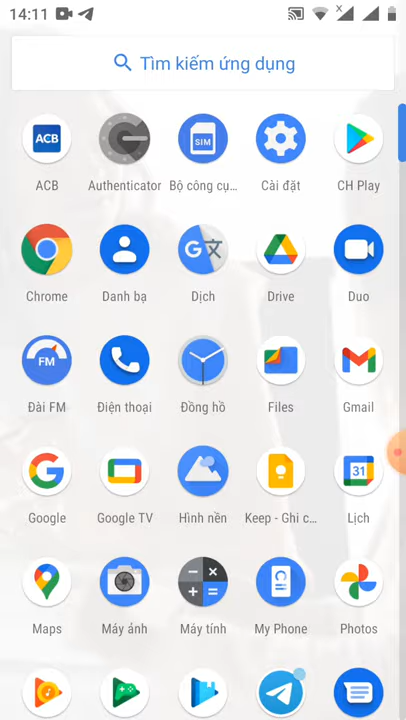 14:11
Tìm kiếm ứng dụng
ACB
SIM
ACB Authenticator Bộ công cụ... Cài đặt CH Play
G文
Chrome Danh bạ Dịch Drive Duo
FM
Đài FM Điện thoại Đồng hồ Files Gmail
31
Google Google TV Hình nền Keep - Ghi c... Lịch
Maps Máy ảnh Máy tính My Phone Photos